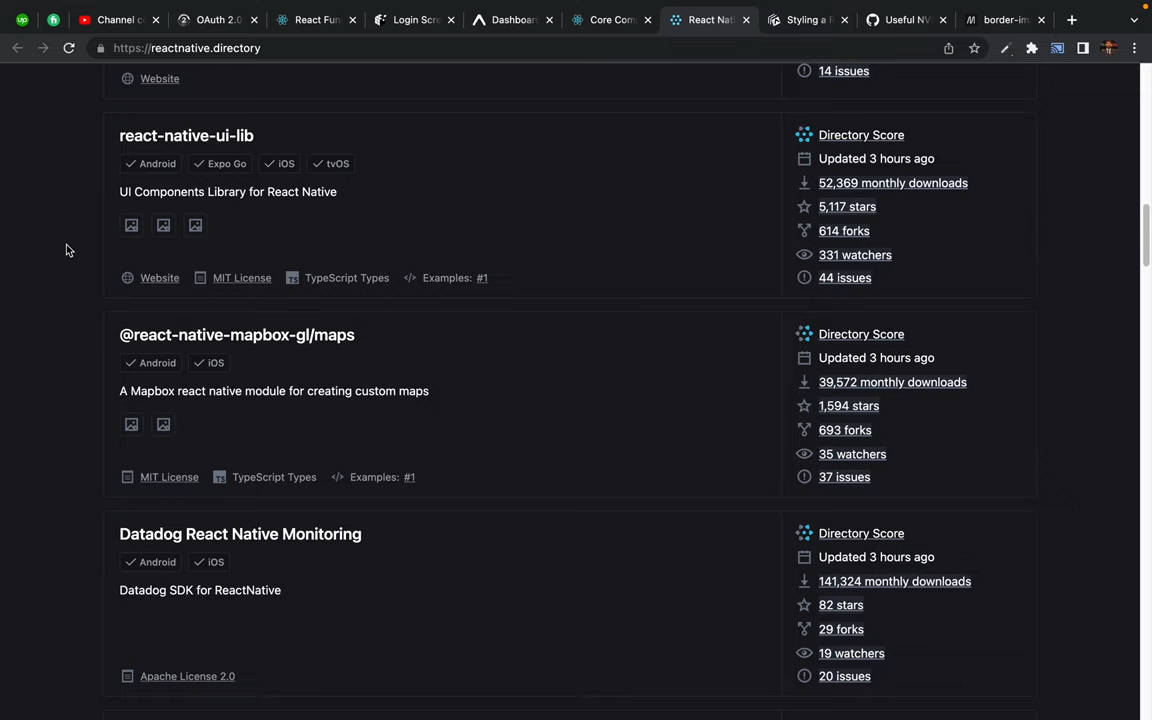 up
Channel c
OAuth 2.0
React Fun
Login Scr
Dashboar
Core Com
React Nati
Styling a R
Useful NV
border-im
https://reactnative.directory
Website
14 issues
react-native-ui-lib
Android
Expo Go
iOS
tvOS
UI Components Library for React Native
Website
MIT License
TS TypeScript Types
</> Examples: #1
Directory Score
Updated 3 hours ago
52,369 monthly downloads
5,117 stars
614 forks
331 watchers
44 issues
@react-native-mapbox-gl/maps
Android
iOS
A Mapbox react native module for creating custom maps
MIT License
TS TypeScript Types
</> Examples: #1
Directory Score
Updated 3 hours ago
39,572 monthly downloads
1,594 stars
693 forks
35 watchers
37 issues
Datadog React Native Monitoring
Android
iOS
Datadog SDK for ReactNative
Apache License 2.0
Directory Score
Updated 3 hours ago
141,324 monthly downloads
82 stars
29 forks
19 watchers
20 issues